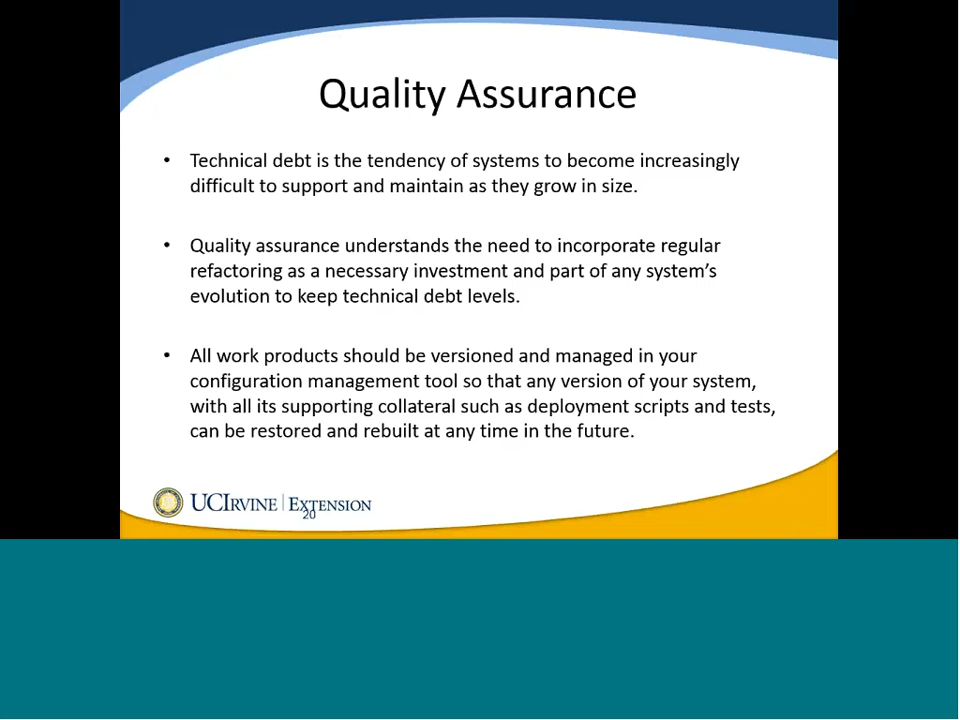 Quality Assurance
• Technical debt is the tendency of systems to become increasingly
difficult to support and maintain as they grow in size.
• Quality assurance understands the need to incorporate regular
refactoring as a necessary investment and part of any system’s
evolution to keep technical debt levels.
• All work products should be versioned and managed in your
configuration management tool so that any version of your system,
with all its supporting collateral such as deployment scripts and tests,
can be restored and rebuilt at any time in the future.
UCIRVINE | EXTENSION
20